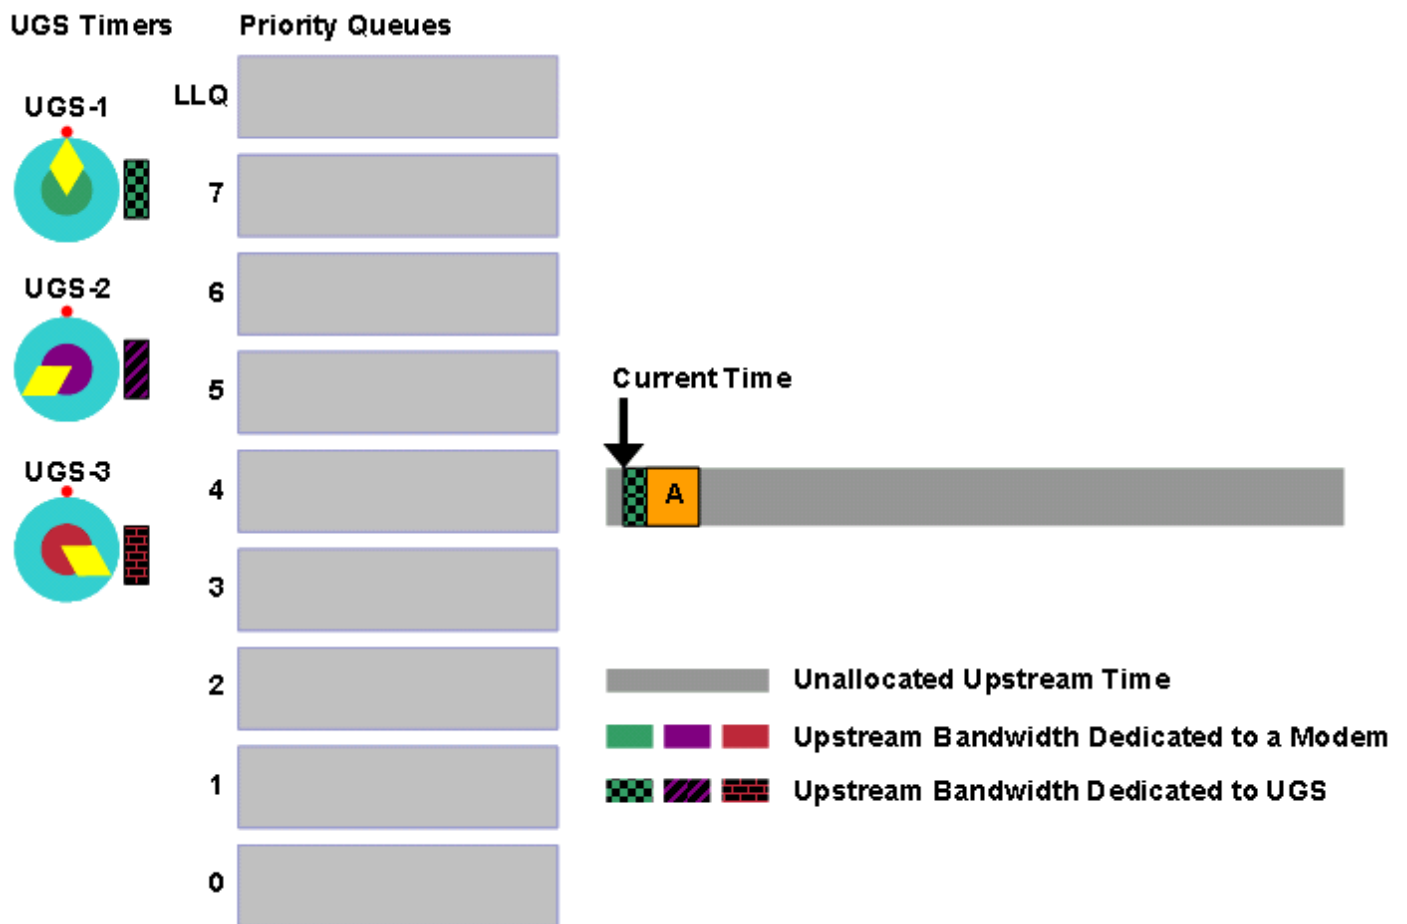 UGS Timers
Priority Queues
UGS-1
LLQ
7
UGS-2
6
5
UGS-3
4
3
2
1
0
Current Time
A
Unallocated Upstream Time
Upstream Bandwidth Dedicated to a Modem
Upstream Bandwidth Dedicated to UGS